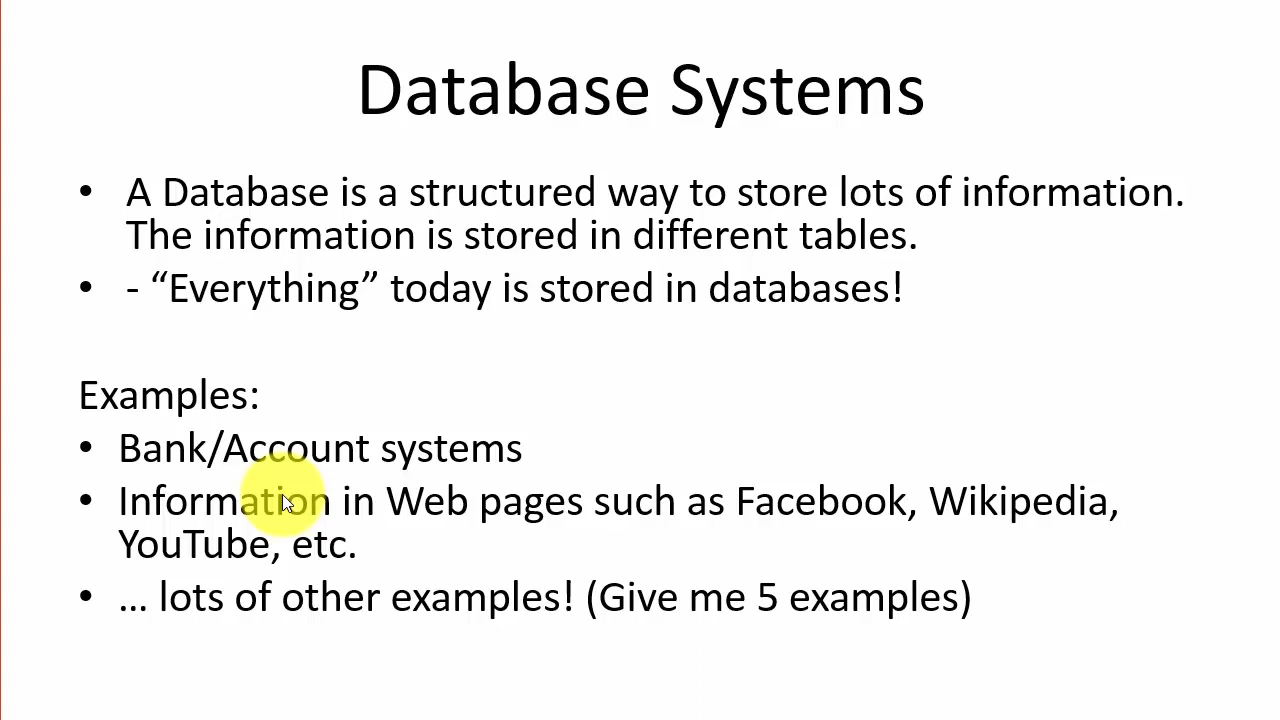 Database Systems
• A Database is a structured way to store lots of information.
The information is stored in different tables.
• - “Everything” today is stored in databases!
Examples:
• Bank/Account systems
• Information in Web pages such as Facebook, Wikipedia,
YouTube, etc.
• … lots of other examples! (Give me 5 examples)